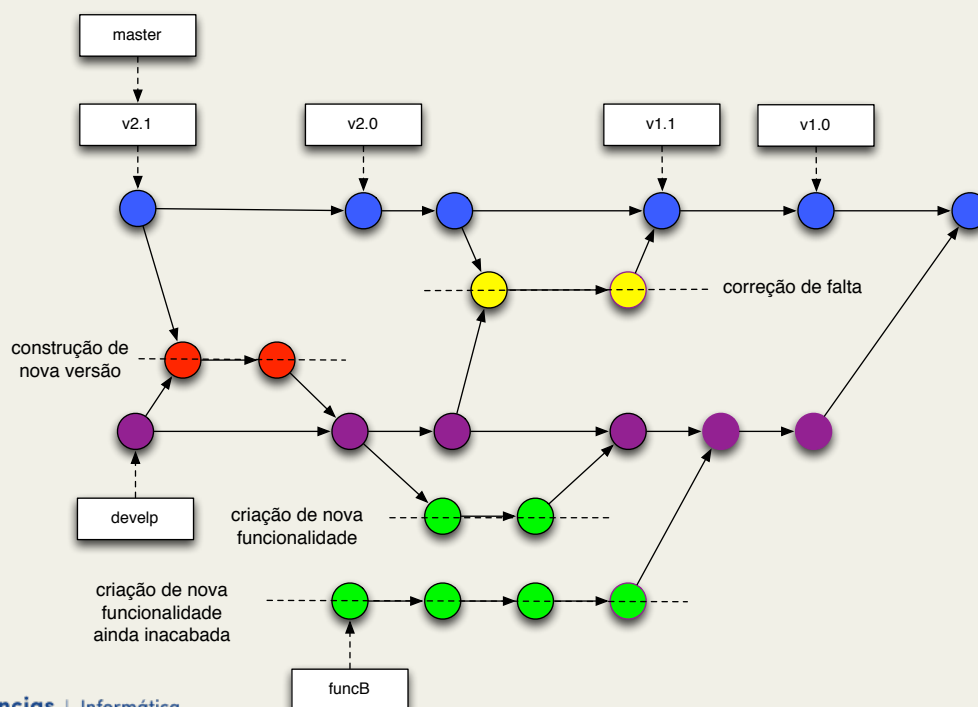 master
v2.1
v2.0
v1.1
v1.0
correção de falta
construção de
nova versão
develp
criação de nova
funcionalidade
criação de nova
funcionalidade
ainda inacabada
funcB
Informática